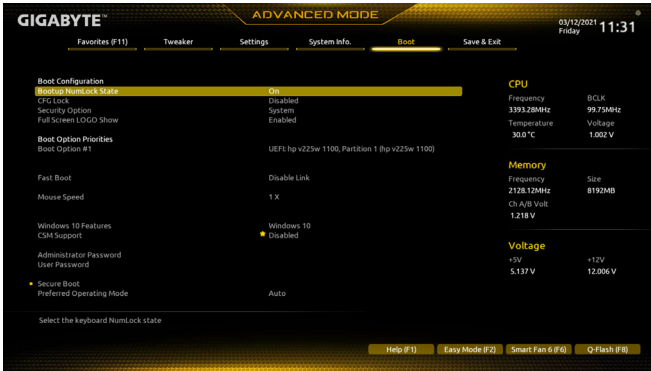 GIGABYTE™
ADVANCED MODE
03/12/2021 Friday 11:31
Favorites (F11) Tweaker Settings System Info. Boot Save & Exit
Boot Configuration
Bootup NumLock State On
CFG Lock Disabled
Security Option System
Full Screen LOGO Show Enabled
Boot Option Priorities
Boot Option #1 UEFI: hp v225w 1100, Partition 1 (hp v225w 1100)
Fast Boot Disable Link
Mouse Speed 1 X
Windows 10 Features Windows 10
CSM Support Disabled
Administrator Password
User Password
Secure Boot
Preferred Operating Mode Auto
Select the keyboard NumLock state
CPU
Frequency BCLK
3393.28MHz 99.75MHz
Temperature Voltage
30.0 °C 1.002 V
Memory
Frequency Size
2128.12MHz 8192MB
Ch A/B Volt
1.218 V
Voltage
+5V +12V
5.137 V 12.006 V
Help (F1) Easy Mode (F2) Smart Fan 6 (F6) Q-Flash (F8)